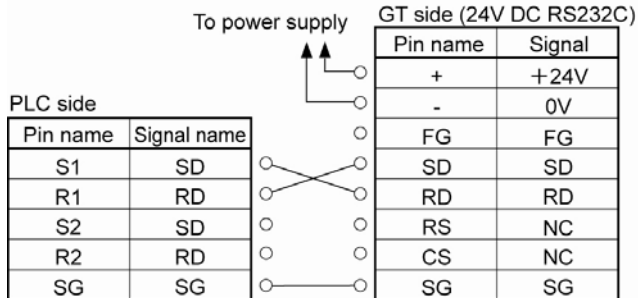 To power supply
GT side (24V DC RS232C)
Pin name Signal
+ +24V
- 0V
FG FG
SD SD
RD RD
RS NC
CS NC
SG SG
PLC side
Pin name Signal name
S1 SD
R1 RD
S2 SD
R2 RD
SG SG